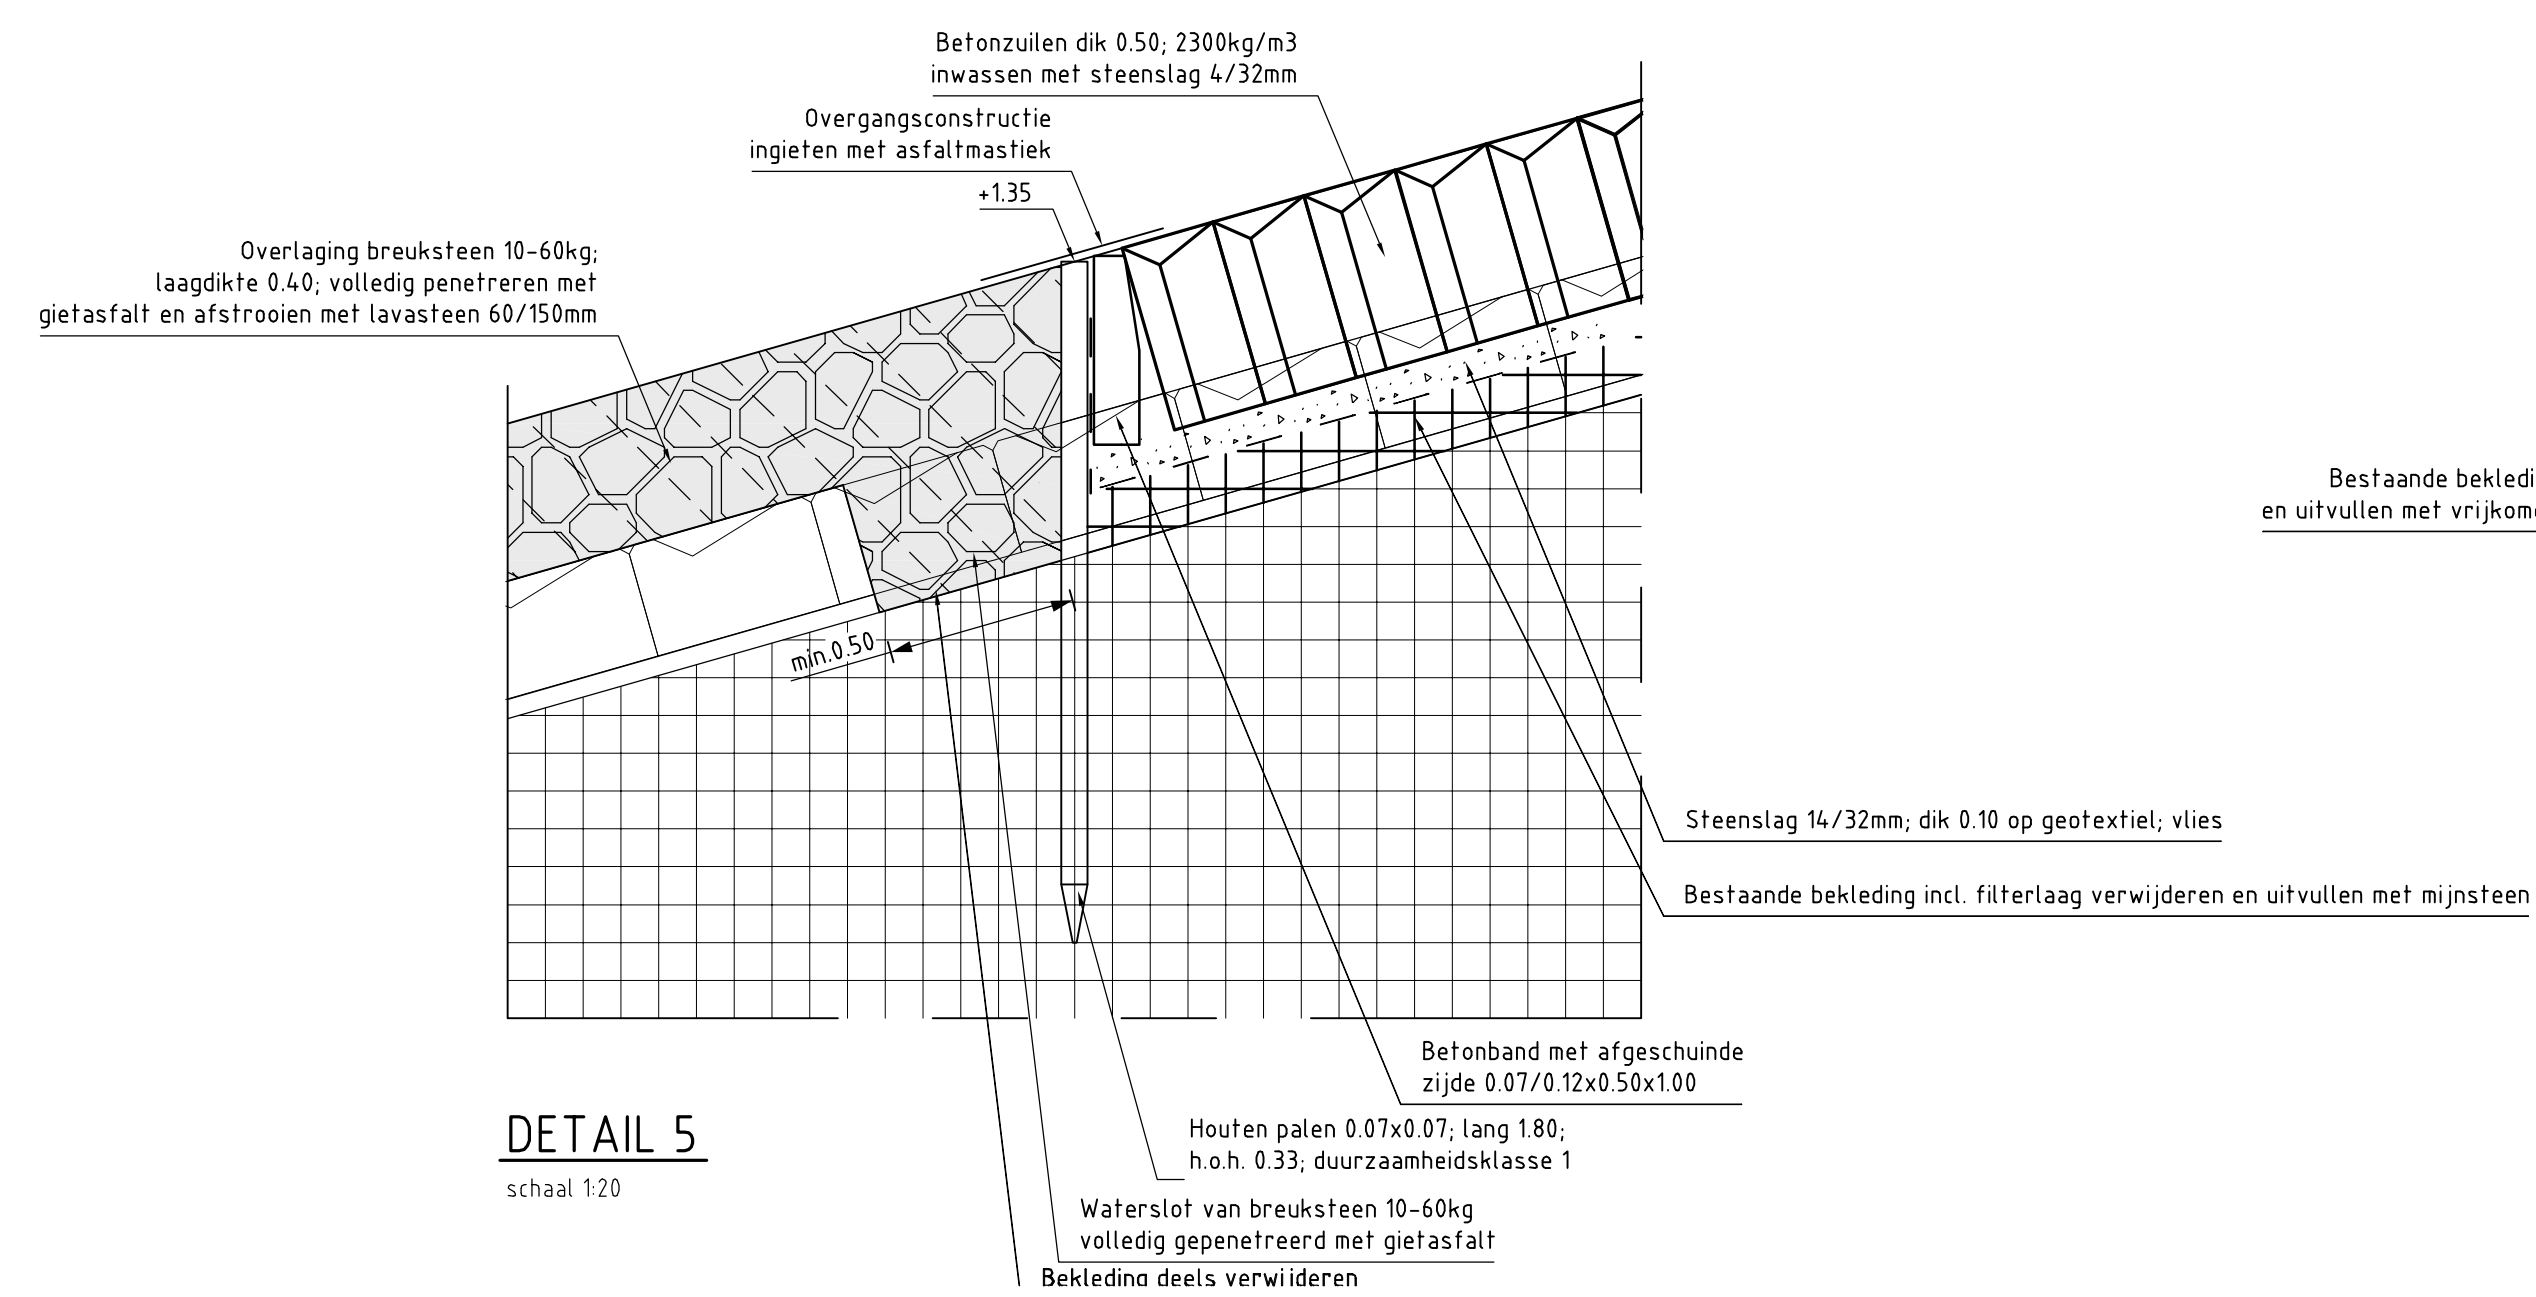 Betonzuilen dik 0.50; 2300kg/m3
inwassen met steenslag 4/32mm
Overgangsconstructie
ingieten met asfaltmastiek
+1.35
Overlaging breuksteen 10-60kg;
laagdikte 0.40; volledig penetreren met
gietasfalt en afstrooien met lavasteen 60/150mm
Bestaande bekledi
en uitvullen met vrijkom
min.0.50
Steenslag 14/32mm; dik 0.10 op geotextiel; vlies
Bestaande bekleding incl. filterlaag verwijderen en uitvullen met mijnsteen
Betonband met afgeschuinde
zijde 0.07/0.12x0.50x1.00
Houten palen 0.07x0.07; lang 1.80;
h.o.h. 0.33; duurzaamheidsklasse 1
DETAIL 5
schaal 1:20
Waterslot van breuksteen 10-60kg
volledig gepenetreerd met gietasfalt
Bekleding deels verwijderen